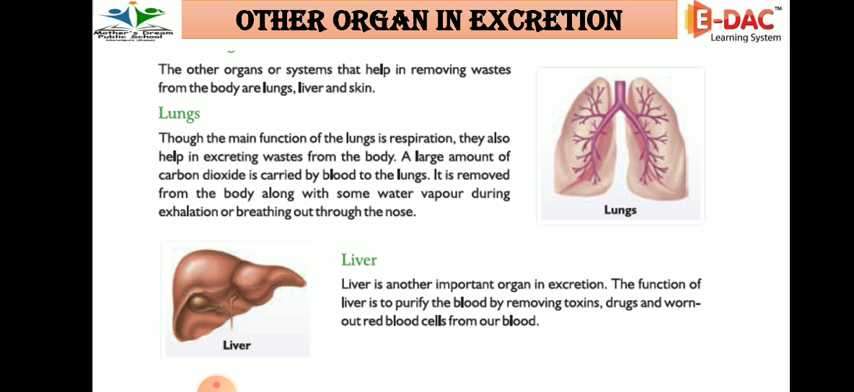 Mother's Dream
Public School
OTHER ORGAN IN EXCRETION
E-DAC™
Learning System
The other organs or systems that help in removing wastes
from the body are lungs, liver and skin.
Lungs
Though the main function of the lungs is respiration, they also
help in excreting wastes from the body. A large amount of
carbon dioxide is carried by blood to the lungs. It is removed
from the body along with some water vapour during
exhalation or breathing out through the nose.
Lungs
Liver
Liver is another important organ in excretion. The function of
liver is to purify the blood by removing toxins, drugs and worn-
out red blood cells from our blood.
Liver